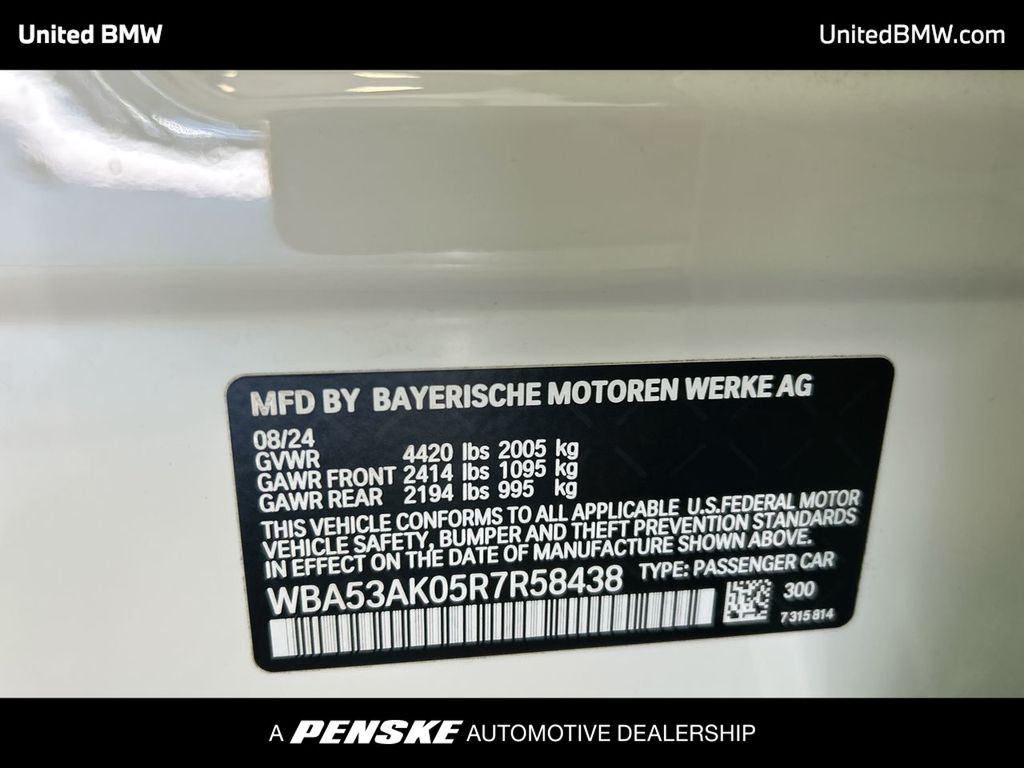 United BMW
UnitedBMW.com
MFD BY BAYERISCHE MOTOREN WERKE AG
08/24
GVWR 4420 lbs 2005 kg
GAWR FRONT 2414 lbs 1095 kg
GAWR REAR 2194 lbs 995 kg
THIS VEHICLE CONFORMS TO ALL APPLICABLE U.S.FEDERAL MOTOR
VEHICLE SAFETY, BUMPER AND THEFT PREVENTION STANDARDS
IN EFFECT ON THE DATE OF MANUFACTURE SHOWN ABOVE.
WBA53AK05R7R58438 TYPE: PASSENGER CAR
300
7315814
A PENSKE AUTOMOTIVE DEALERSHIP